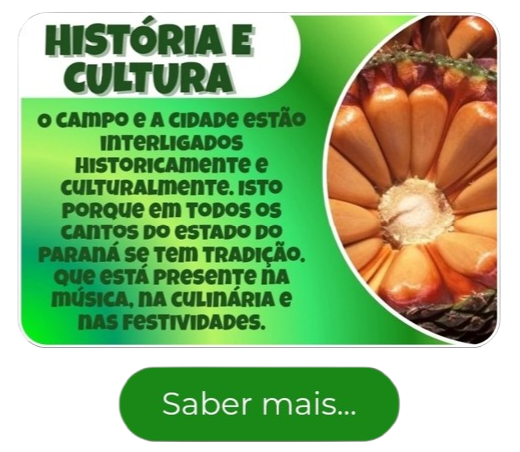 HISTÓRIA E
CULTURA
O CAMPO E A CIDADE ESTÃO
INTERLIGADOS
HISTORICAMENTE E
CULTURALMENTE. ISTO
PORQUE EM TODOS OS
CANTOS DO ESTADO DO
PARANÁ SE TEM TRADIÇÃO.
QUE ESTÁ PRESENTE NA
MÚSICA, NA CULINÁRIA E
NAS FESTIVIDADES.
Saber mais...